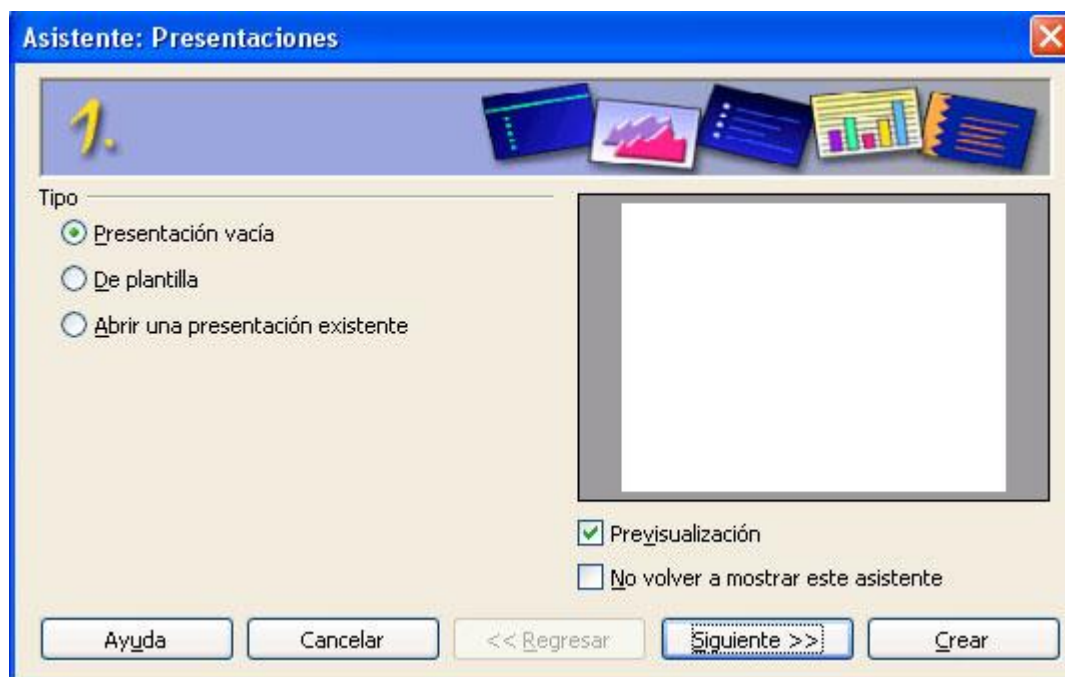 Asistente: Presentaciones
1.
Tipo
Presentación vacía
De plantilla
Abrir una presentación existente
Previsualización
No volver a mostrar este asistente
Ayuda
Cancelar
<< Regresar
Siguiente >>
Crear